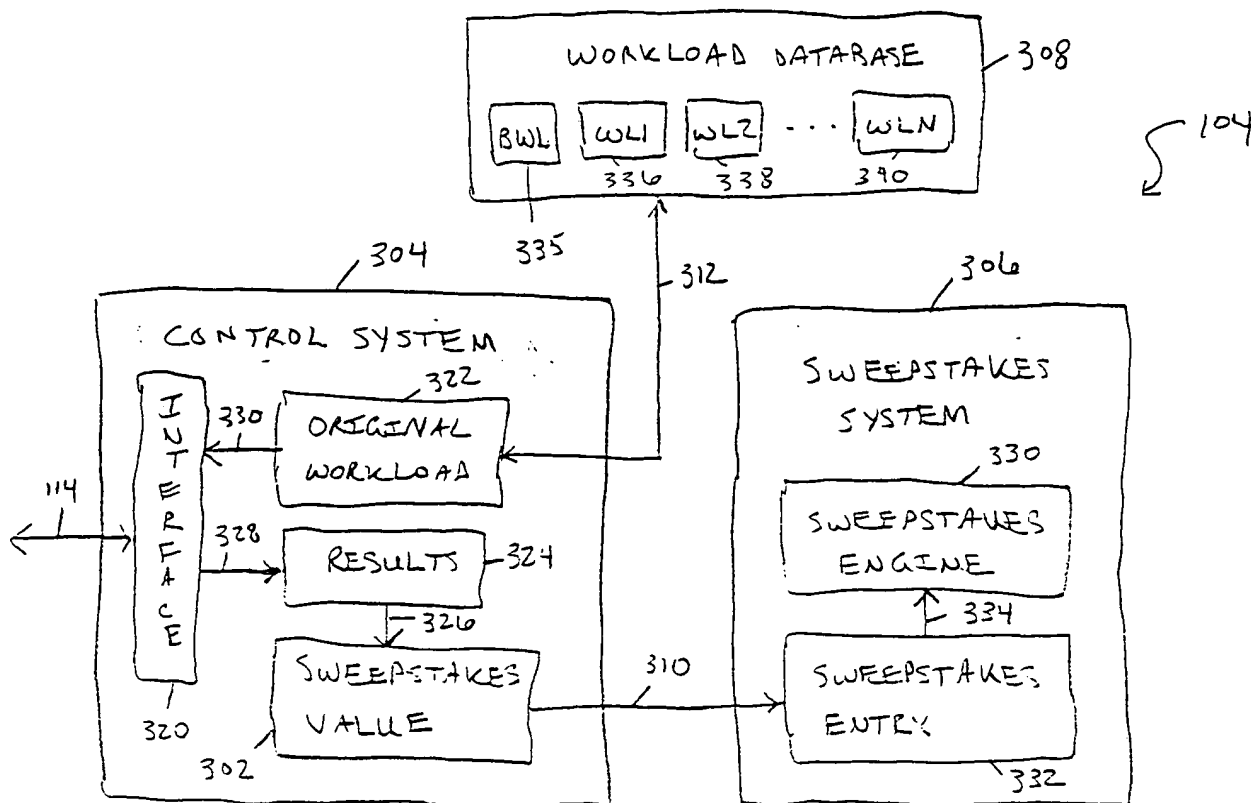 WORKLOAD DATABASE
308
BWL WL1 WL2 ... WLN
336 338 390
335
104
304
312
306
CONTROL SYSTEM
322
INTERFACE
330
ORIGINAL
WORKLOAD
114
328
RESULTS
324
326
SWEEPSTAKES
VALUE
320
302
310
SWEEPSTAKES
SYSTEM
330
SWEEPSTAKES
ENGINE
334
SWEEPSTAKES
ENTRY
332